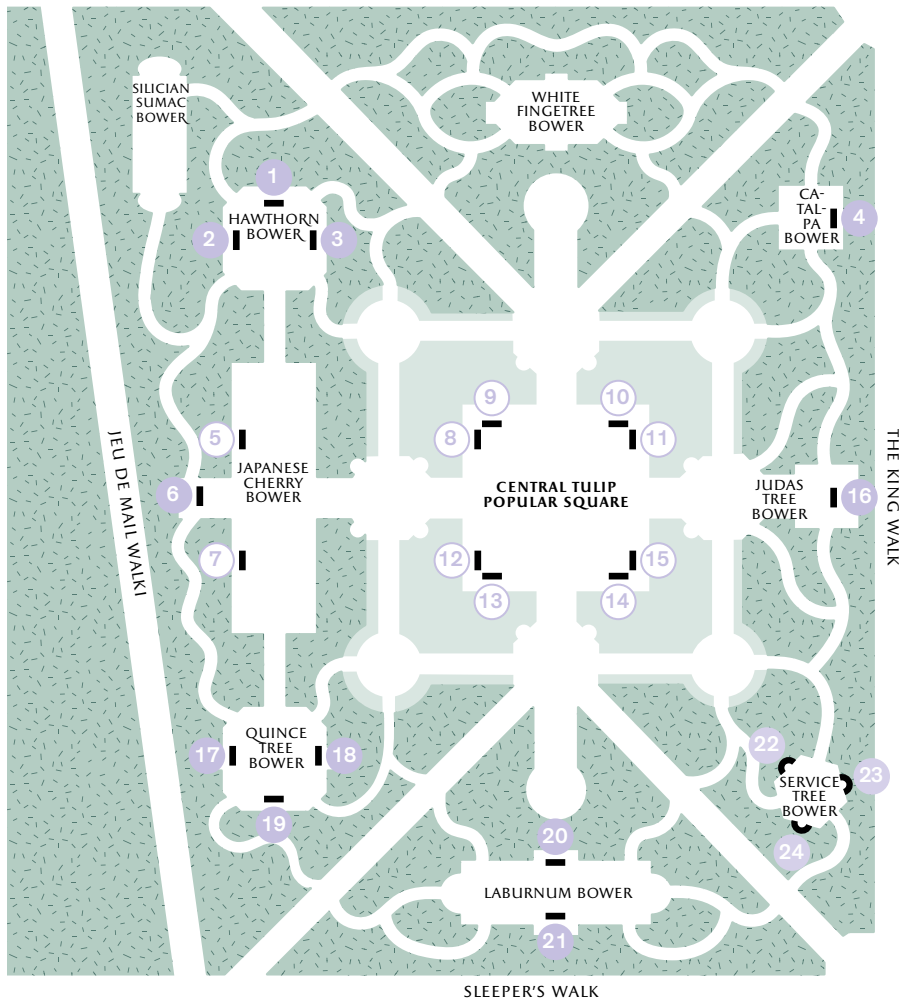 SILICIAN
SUMAC
BOWER
WHITE
FINGETREE
BOWER
1
HAWTHORN
BOWER
2
3
CA-
TAL-
PA
BOWER
4
9
10
5
8
11
JAPANESE
CHERRY
BOWER
6
CENTRAL TULIP
POPULAR SQUARE
JUDAS
TREE
BOWER
16
JEU DE MAIL WALKI
THE KING WALK
7
12
15
13
14
QUINCE
TREE
BOWER
17
18
19
22
23
SERVICE
TREE
BOWER
24
20
LABURNUM BOWER
21
SLEEPER'S WALK